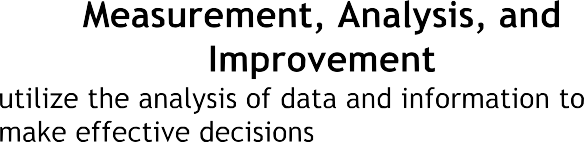 Measurement, Analysis, and
Improvement
utilize the analysis of data and information to
make effective decisions